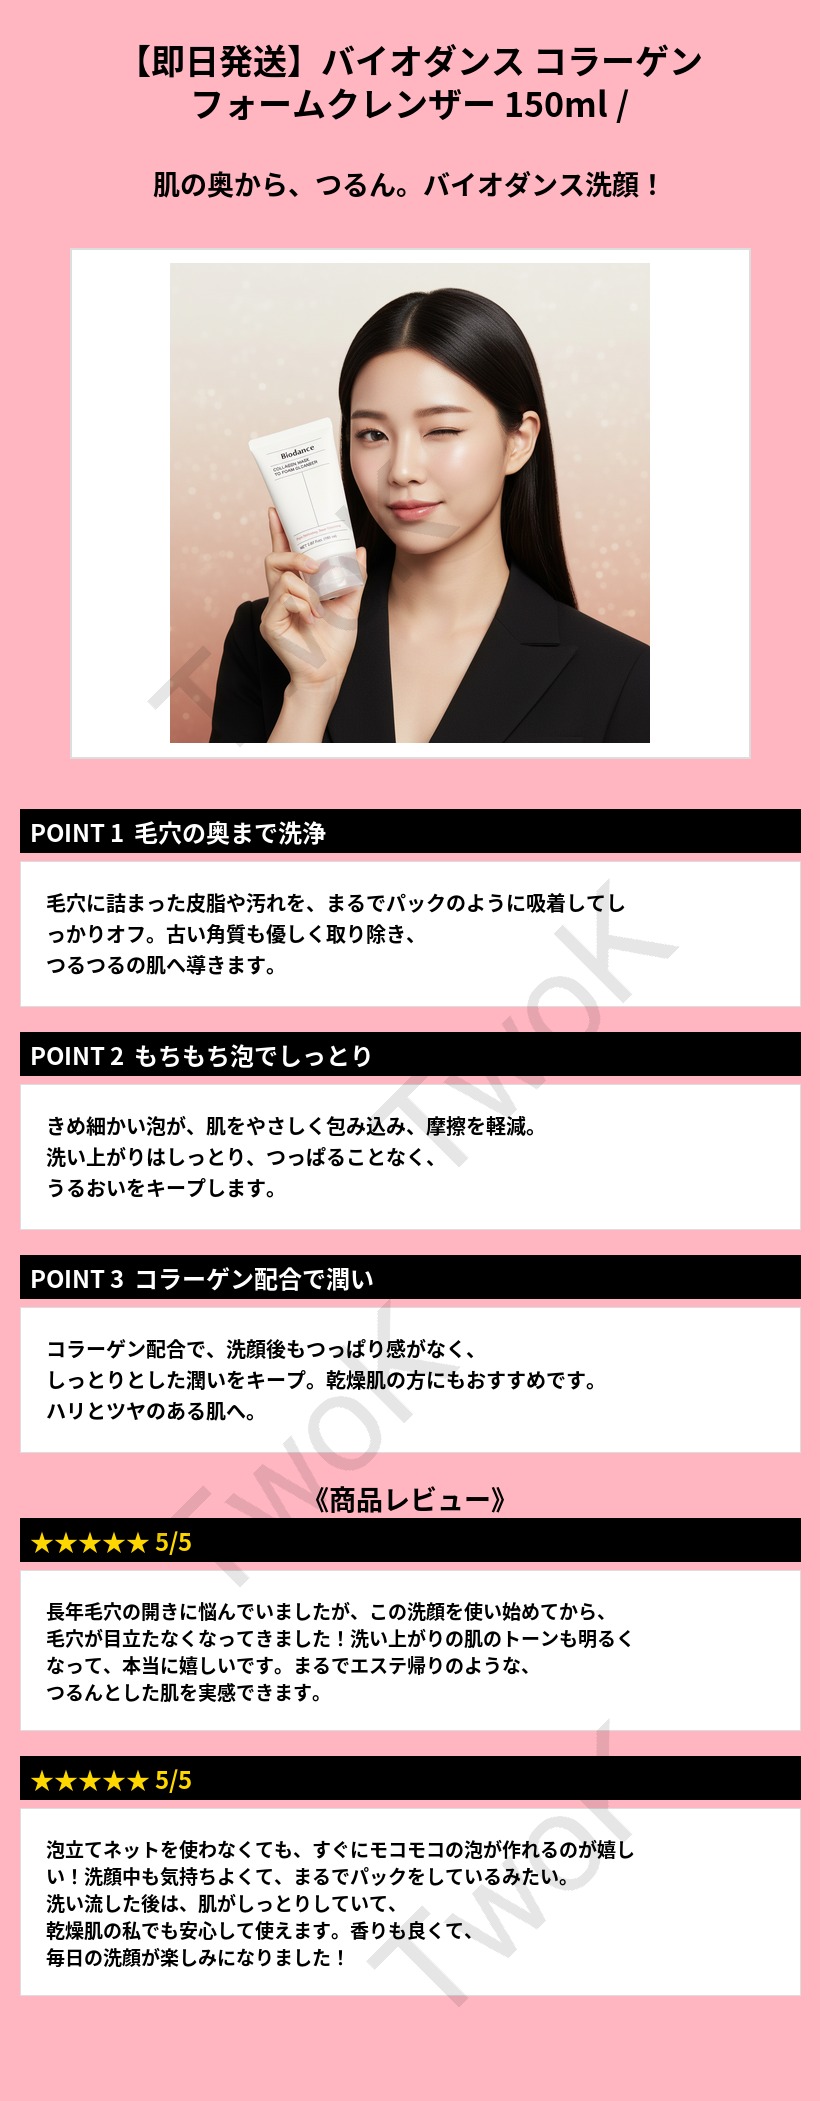 【即日発送】バイオダンス コラーゲン
フォームクレンザー 150ml /
肌の奥から、つるん。バイオダンス洗顔！
Biodance
COLLAGEN MASK
TO FOAM
TwoK
POINT 1 毛穴の奥まで洗浄
毛穴に詰まった皮脂や汚れを、まるでパックのように吸着してし
っかりオフ。古い角質も優しく取り除き、
つるつるの肌へ導きます。
TwoK
POINT 2 もちもち泡でしっとり
きめ細かい泡が、肌をやさしく包み込み、摩擦を軽減。
洗い上がりはしっとり、つっぱることなく、
うるおいをキープします。
POINT 3 コラーゲン配合で潤い
コラーゲン配合で、洗顔後もつっぱり感がなく、
しっとりとした潤いをキープ。乾燥肌の方にもおすすめです。
ハリとツヤのある肌へ。
TwoK
《商品レビュー》
★★★★★ 5/5
長年毛穴の開きに悩んでいましたが、この洗顔を使い始めてから、
毛穴が目立たなくなってきました！洗い上がりの肌のトーンも明るく
なって、本当に嬉しいです。まるでエステ帰りのような、
つるんとした肌を実感できます。
★★★★★ 5/5
泡立てネットを使わなくても、すぐにモコモコの泡が作れるのが嬉し
い！洗顔中も気持ちよくて、まるでパックをしているみたい。
洗い流した後は、肌がしっとりしていて、
乾燥肌の私でも安心して使えます。香りも良くて、
毎日の洗顔が楽しみになりました！
TwoK